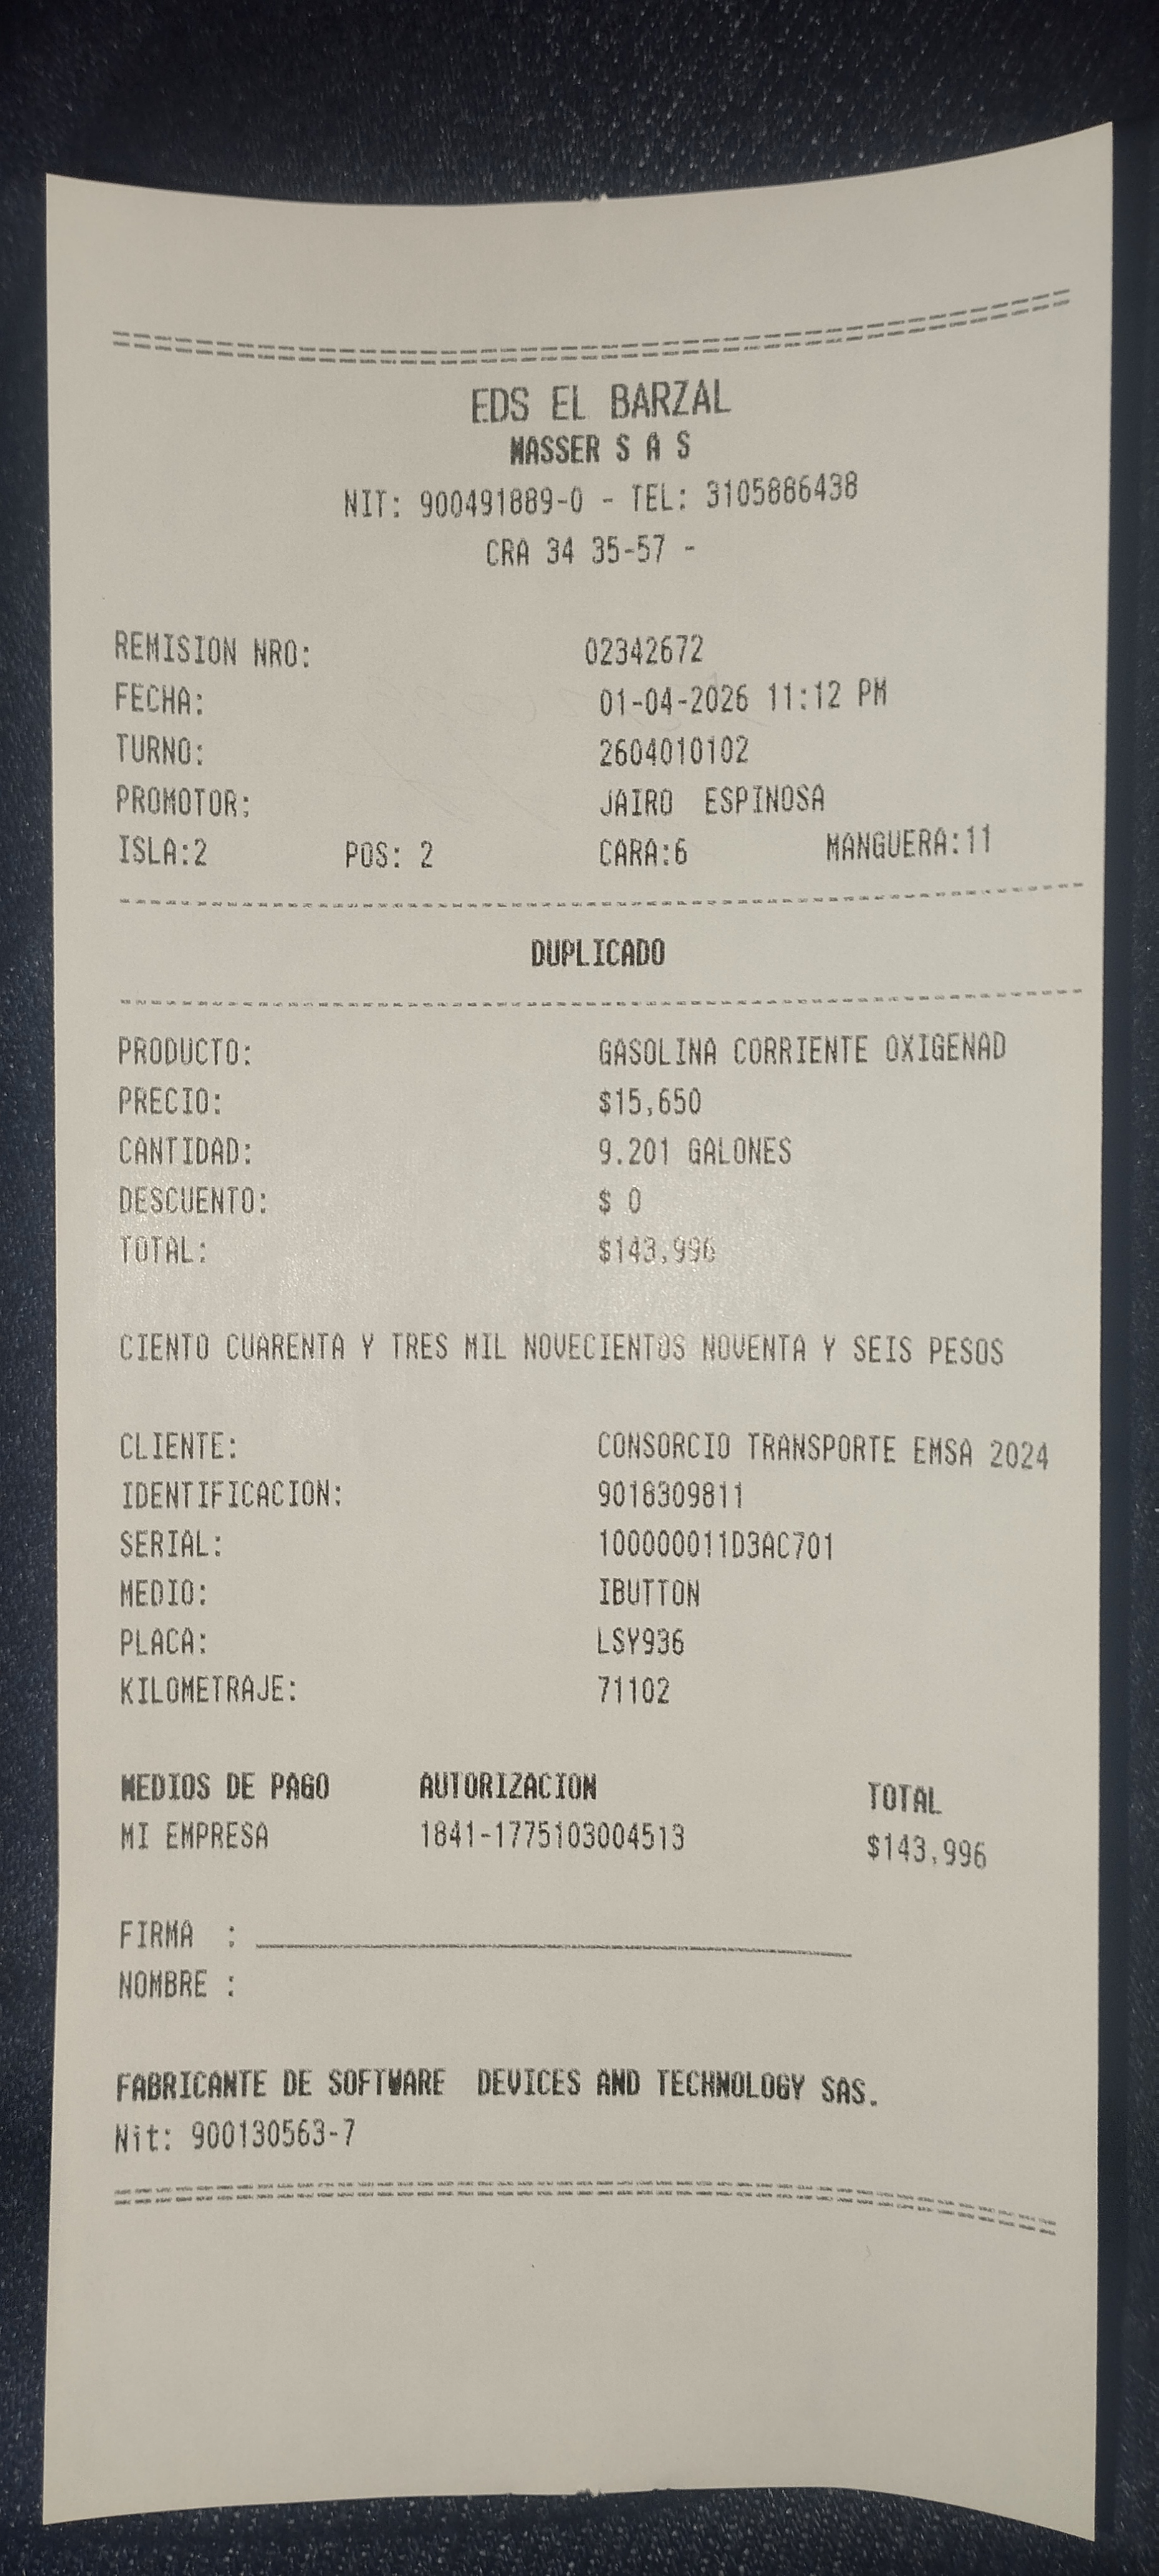 EDS EL BARZAL
MASSER S A S
NIT: 900491889-0 - TEL: 3105886438
CRA 34 35-57 -
REMISION NRO: 02342672
FECHA: 01-04-2026 11:12 PM
TURNO: 2604010102
PROMOTOR: JAIRO ESPINOSA
ISLA:2 POS: 2 CARA:6 MANGUERA:11
DUPLICADO
PRODUCTO: GASOLINA CORRIENTE OXIGENAD
PRECIO: $15,650
CANTIDAD: 9.201 GALONES
DESCUENTO: $ 0
TOTAL: $143,996
CIENTO CUARENTA Y TRES MIL NOVECIENTOS NOVENTA Y SEIS PESOS
CLIENTE: CONSORCIO TRANSPORTE EMSA 2024
IDENTIFICACION: 9018309811
SERIAL: 100000011D3AC701
MEDIO: IBUTTON
PLACA: LSY936
KILOMETRAJE: 71102
MEDIOS DE PAGO AUTORIZACION TOTAL
MI EMPRESA 1841-1775103004513 $143,996
FIRMA :
NOMBRE :
FABRICANTE DE SOFTWARE DEVICES AND TECHNOLOGY SAS.
Nit: 900130563-7